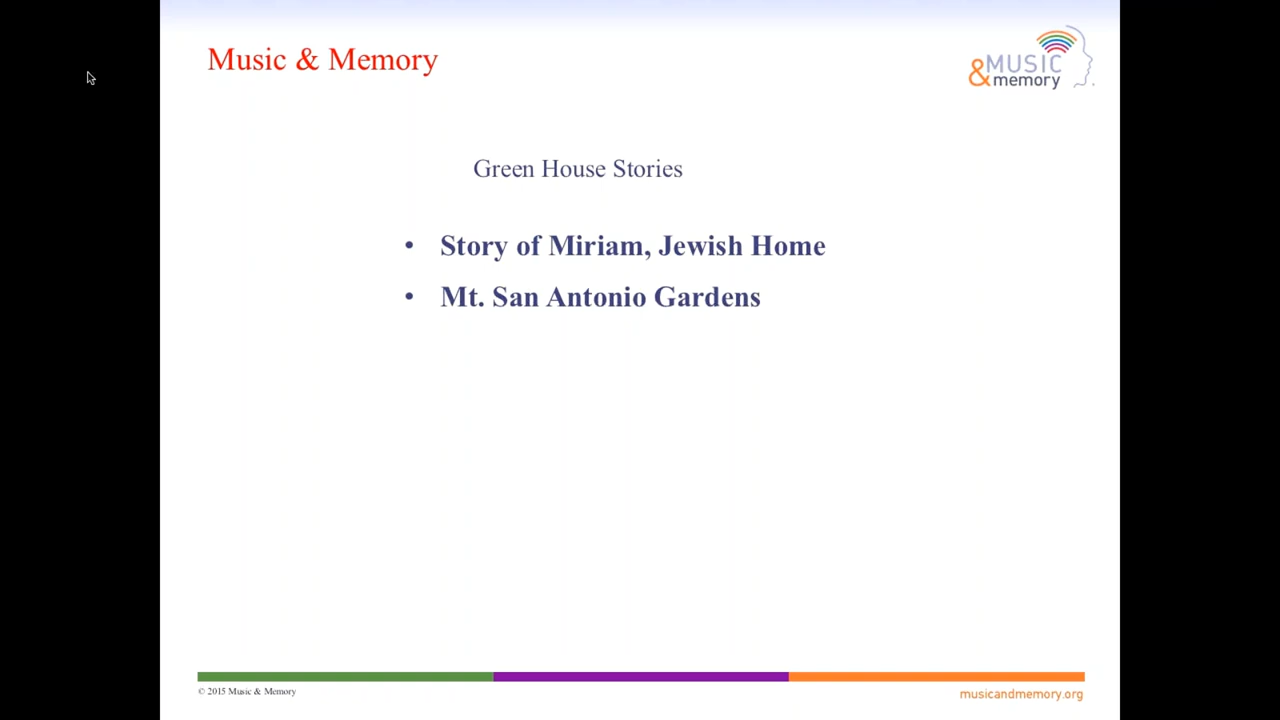 Music & Memory
&MUSIC
memory
Green House Stories
• Story of Miriam, Jewish Home
• Mt. San Antonio Gardens
© 2015 Music & Memory
musicandmemory.org